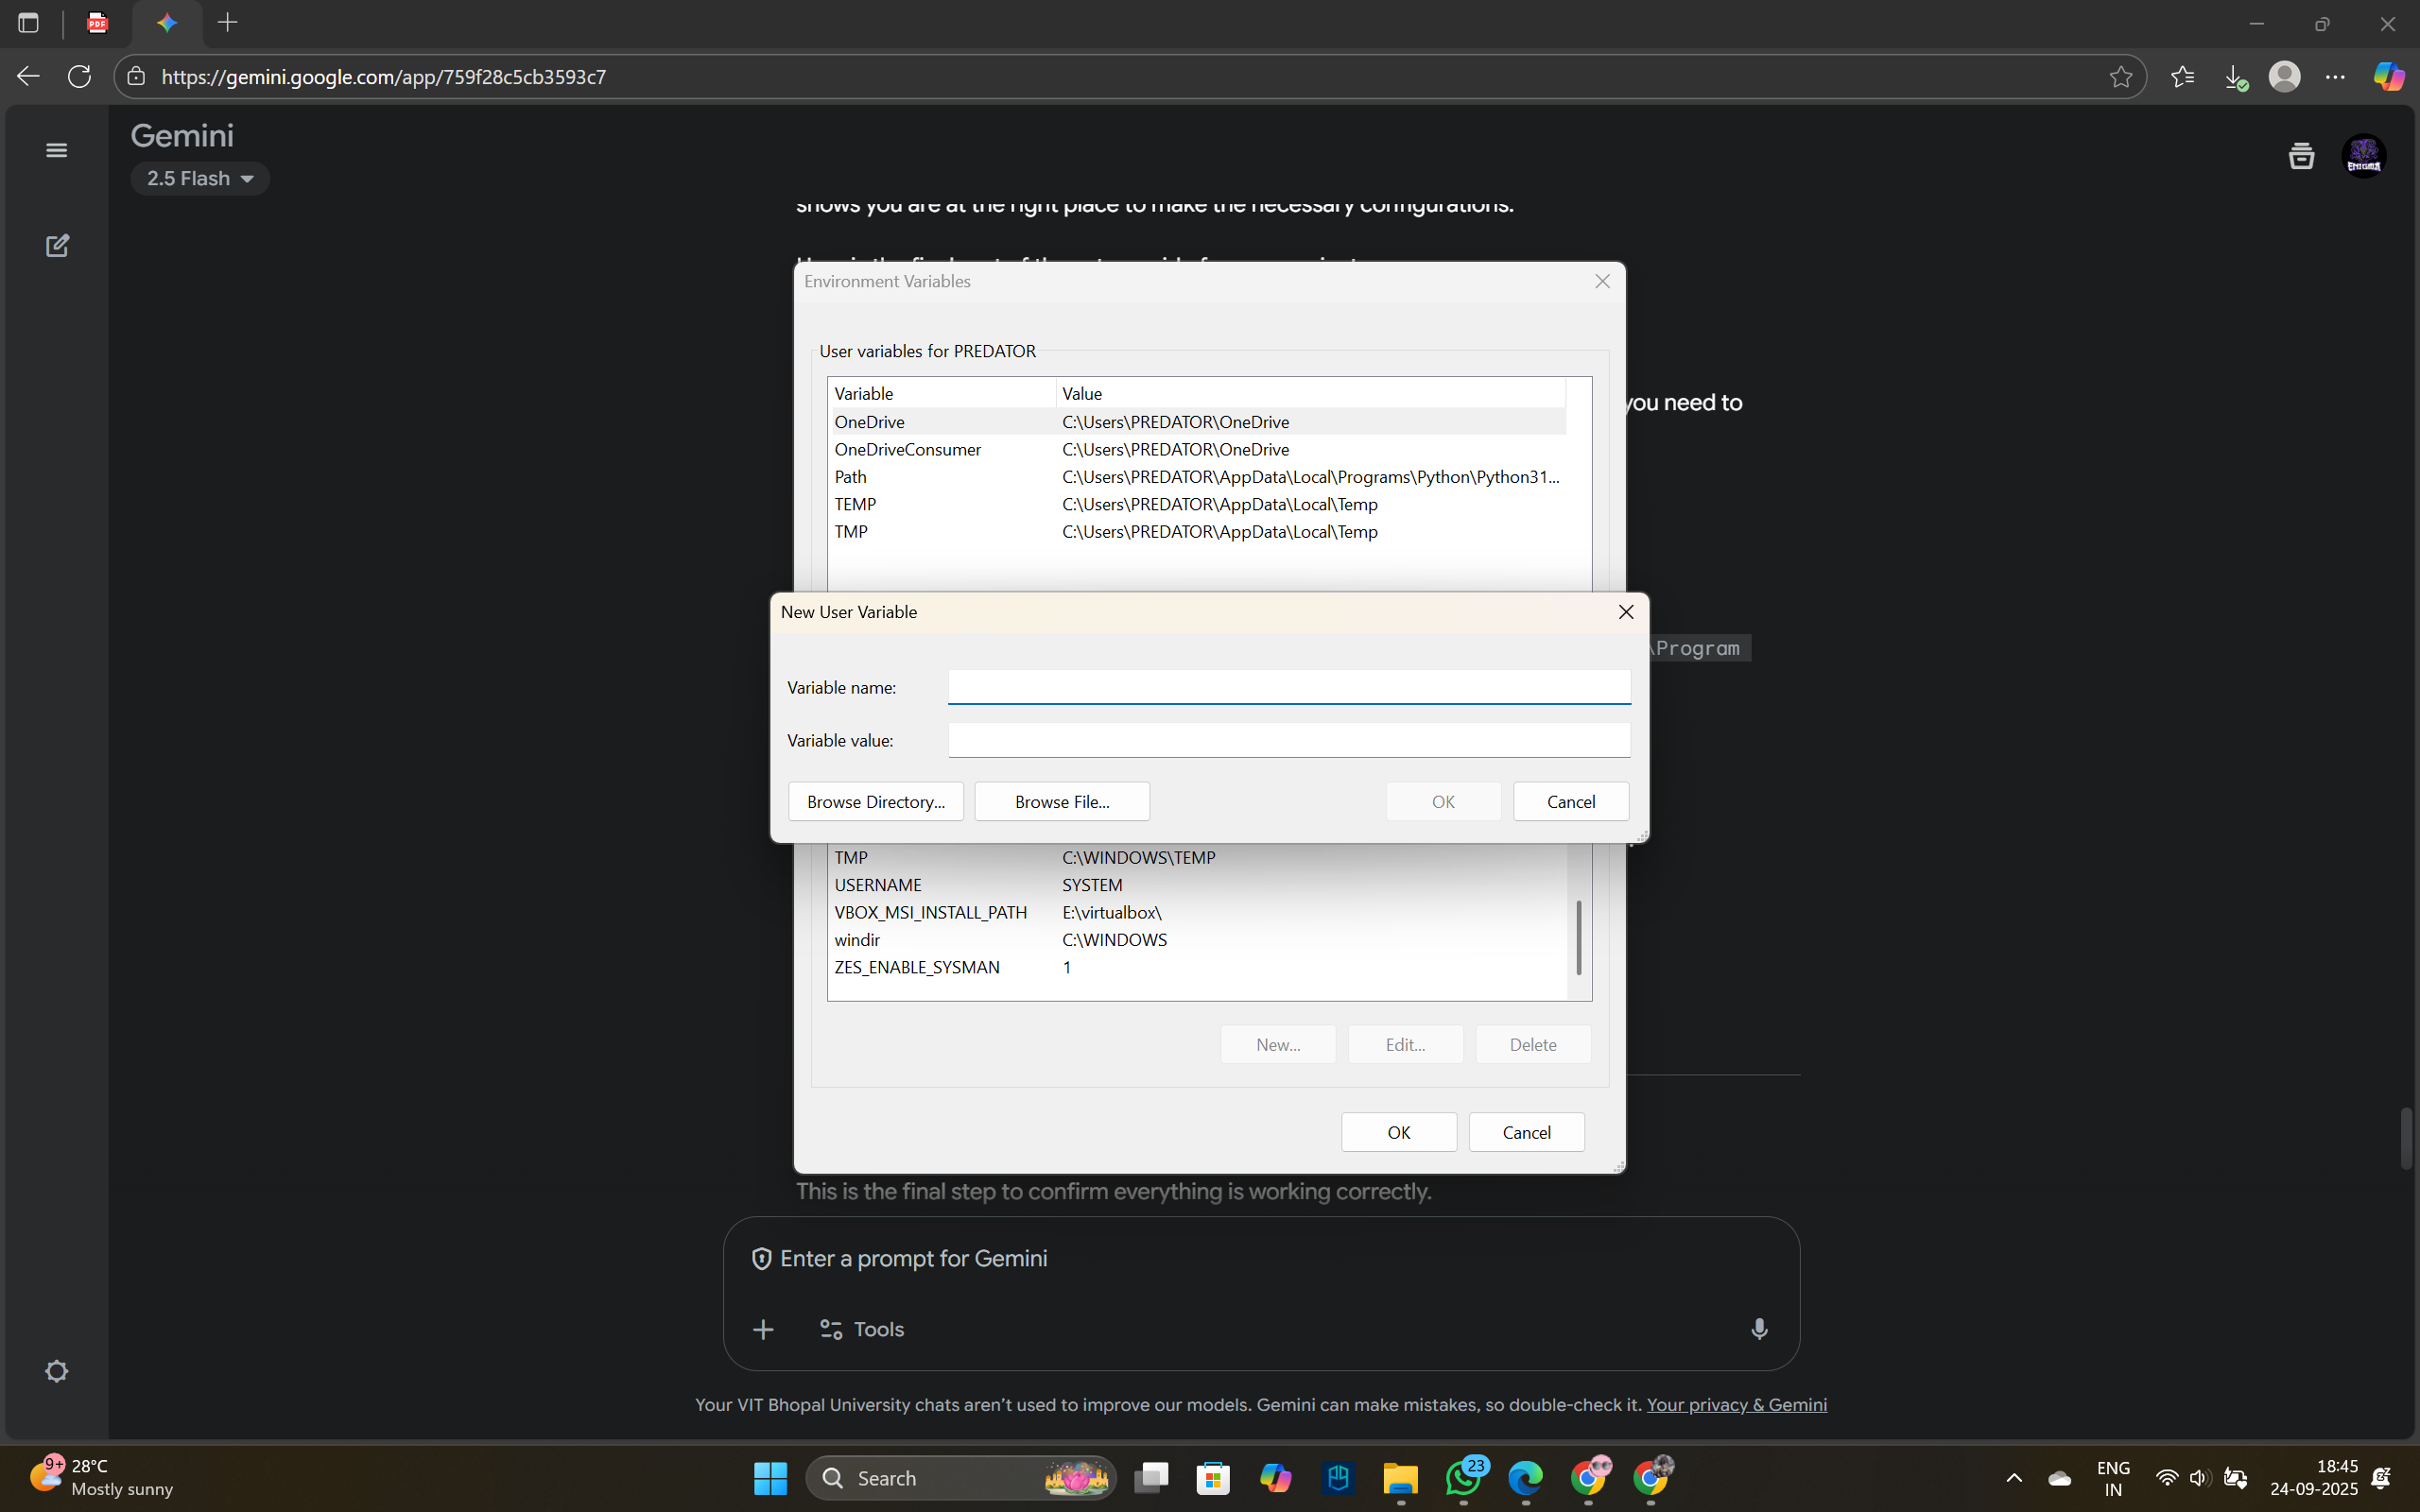 PDF
https://gemini.google.com/app/759f28c5cb3593c7
Gemini
2.5 Flash
ENIGMA
shows you are at the right place to make the necessary configurations.
Environment Variables
User variables for PREDATOR
Variable Value
OneDrive C:\Users\PREDATOR\OneDrive
OneDriveConsumer C:\Users\PREDATOR\OneDrive
Path C:\Users\PREDATOR\AppData\Local\Programs\Python\Python31...
TEMP C:\Users\PREDATOR\AppData\Local\Temp
TMP C:\Users\PREDATOR\AppData\Local\Temp
you need to
New User Variable
\Program
Variable name:
Variable value:
Browse Directory... Browse File... OK Cancel
TMP C:\WINDOWS\TEMP
USERNAME SYSTEM
VBOX_MSI_INSTALL_PATH E:\virtualbox\
windir C:\WINDOWS
ZES_ENABLE_SYSMAN 1
New... Edit... Delete
OK Cancel
This is the final step to confirm everything is working correctly.
Enter a prompt for Gemini
Tools
Your VIT Bhopal University chats aren't used to improve our models. Gemini can make mistakes, so double-check it. Your privacy & Gemini
9+ 28°C
Mostly sunny
Search
23
ENG
IN
18:45
24-09-2025